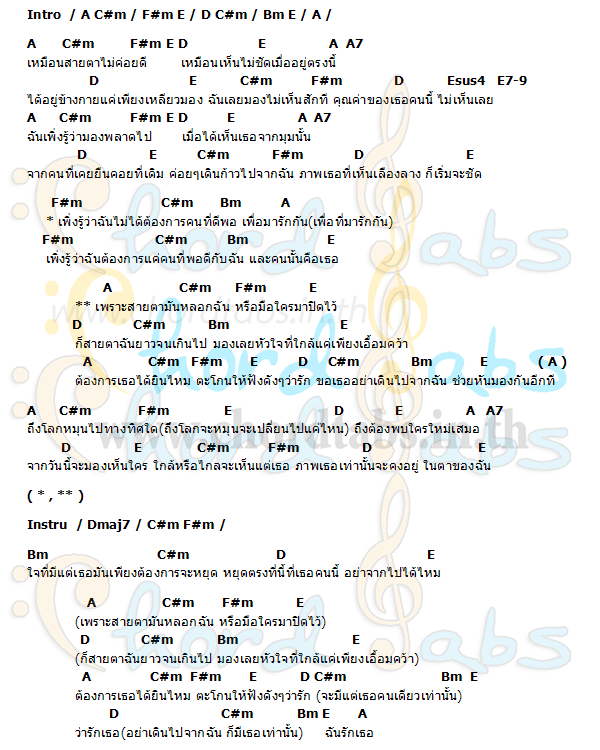 Intro / A C#m / F#m E / D C#m / Bm E / A /
A C#m F#m E D E A A7
เหมือนสายตาไม่ค่อยดี เหมือนเห็นไม่ชัดเมื่ออยู่ตรงนี้
D E C#m F#m D Esus4 E7-9
ได้อยู่ข้างกายแค่เพียงเหลียวมอง ฉันเลยมองไม่เห็นสักที คุณค่าของเธอคนนี้ ไม่เห็นเลย
A C#m F#m E D E A A7
ฉันเพิ่งรู้ว่ามองพลาดไป เมื่อได้เห็นเธอจากมุมนั้น
D E C#m F#m D E
จากคนที่เคยยืนคอยที่เดิม ค่อยๆเดินก้าวไปจากฉัน ภาพเธอที่เห็นเลือนลาง ก็เริ่มจะชัด
F#m C#m Bm A
* เพิ่งรู้ว่าฉันไม่ได้ต้องการคนที่ดีพอ เพื่อมารักกัน(เพื่อที่มารักกัน)
F#m C#m Bm E
เพิ่งรู้ว่าฉันต้องการแค่คนที่พอดีกับฉัน และคนนั้นคือเธอ
A C#m F#m E
** เพราะสายตามันหลอกฉัน หรือมือใครมาปิดไว้
D C#m Bm E
ก็สายตาฉันยาวจนเกินไป มองเลยหัวใจที่ใกล้แค่เพียงเอื้อมคว้า
A C#m F#m E D C#m Bm E ( A )
ต้องการเธอได้ยินไหม ตะโกนให้ฟังดังๆว่ารัก ขอเธออย่าเดินไปจากฉัน ช่วยหันมองกันอีกที
A C#m F#m E D E A A7
ถึงโลกหมุนไปทางทิศใด(ถึงโลกจะหมุนจะเปลี่ยนไปแค่ไหน) ถึงต้องพบใครใหม่เสมอ
D E C#m F#m D E
จากวันนี้จะมองเห็นใคร ใกล้หรือไกลจะเห็นแต่เธอ ภาพเธอเท่านั้นจะคงอยู่ ในตาของฉัน
( * , ** )
Instru / Dmaj7 / C#m F#m /
Bm C#m D E
ใจที่มีแต่เธอมันเพียงต้องการจะหยุด หยุดตรงที่นี้ที่เธอคนนี้ อย่าจากไปได้ไหม
A C#m F#m E
(เพราะสายตามันหลอกฉัน หรือมือใครมาปิดไว้)
D C#m Bm E
(ก็สายตาฉันยาวจนเกินไป มองเลยหัวใจที่ใกล้แค่เพียงเอื้อมคว้า)
A C#m F#m E D C#m Bm E
ต้องการเธอได้ยินไหม ตะโกนให้ฟังดังๆว่ารัก (จะมีแต่เธอคนเดียวเท่านั้น)
D C#m Bm E A
ว่ารักเธอ(อย่าเดินไปจากฉัน ก็มีเธอเท่านั้น) ฉันรักเธอ
www.chordtabs.in.th